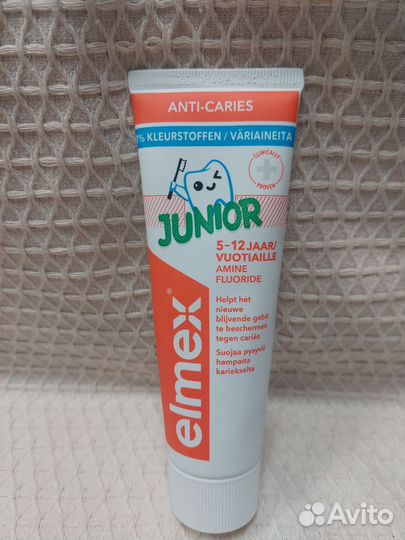 ANTI-CARIES
% KLEURSTOFFEN / VÄRIAINEITA
CLINICALLY
PROVEN
JUNIOR
5-12 JAAR/
VUOTIAILLE
AMINE
FLUORIDE
Helpt het
nieuwe
blijvende gebit
te beschermen
tegen cariës
Suojaa pysyviä
hampaita
kariekselta
elmex®
Avito